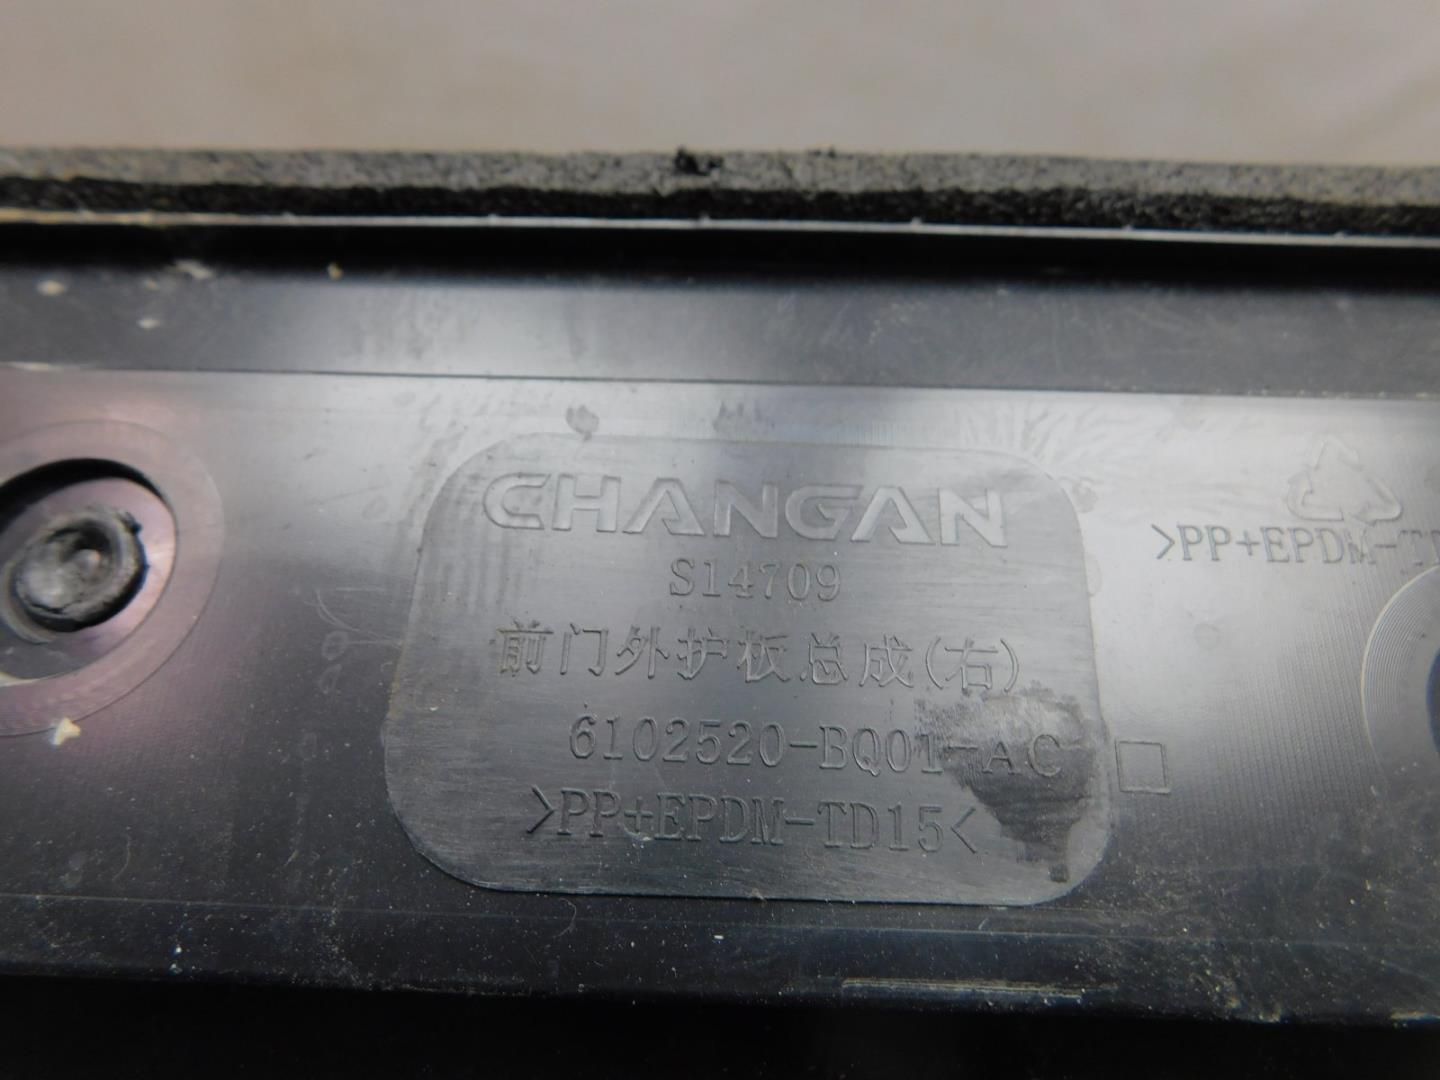 CHANGAN
S14709
前门外护板总成(右)
6102520-BQ01-AC
>PP+EPDM-TD15<
>PP+EPDM-T